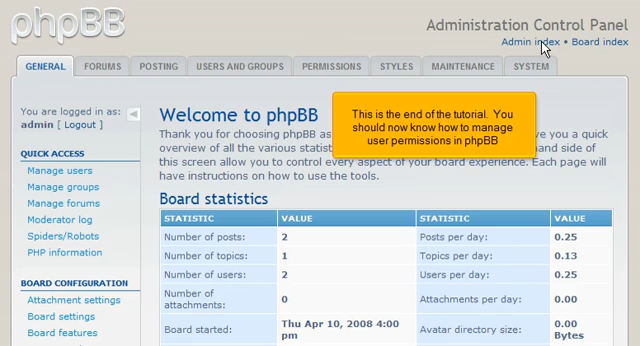 phpBB
Administration Control Panel
Admin index • Board index
GENERAL FORUMS POSTING USERS AND GROUPS PERMISSIONS STYLES MAINTENANCE SYSTEM
You are logged in as:
admin [ Logout ]
QUICK ACCESS
Manage users
Manage groups
Manage forums
Moderator log
Spiders/Robots
PHP information
BOARD CONFIGURATION
Attachment settings
Board settings
Board features
Welcome to phpBB
Thank you for choosing phpBB as ve you a quick
overview of all the various statist hand side of
this screen allow you to control every aspect of your board experience. Each page will
have instructions on how to use the tools.
This is the end of the tutorial. You
should now know how to manage
user permissions in phpBB
Board statistics
STATISTIC VALUE STATISTIC VALUE
Number of posts: 2 Posts per day: 0.25
Number of topics: 1 Topics per day: 0.13
Number of users: 2 Users per day: 0.25
Number of
attachments: 0 Attachments per day: 0.00
Board started: Thu Apr 10, 2008 4:00
pm Avatar directory size: 0.00
Bytes